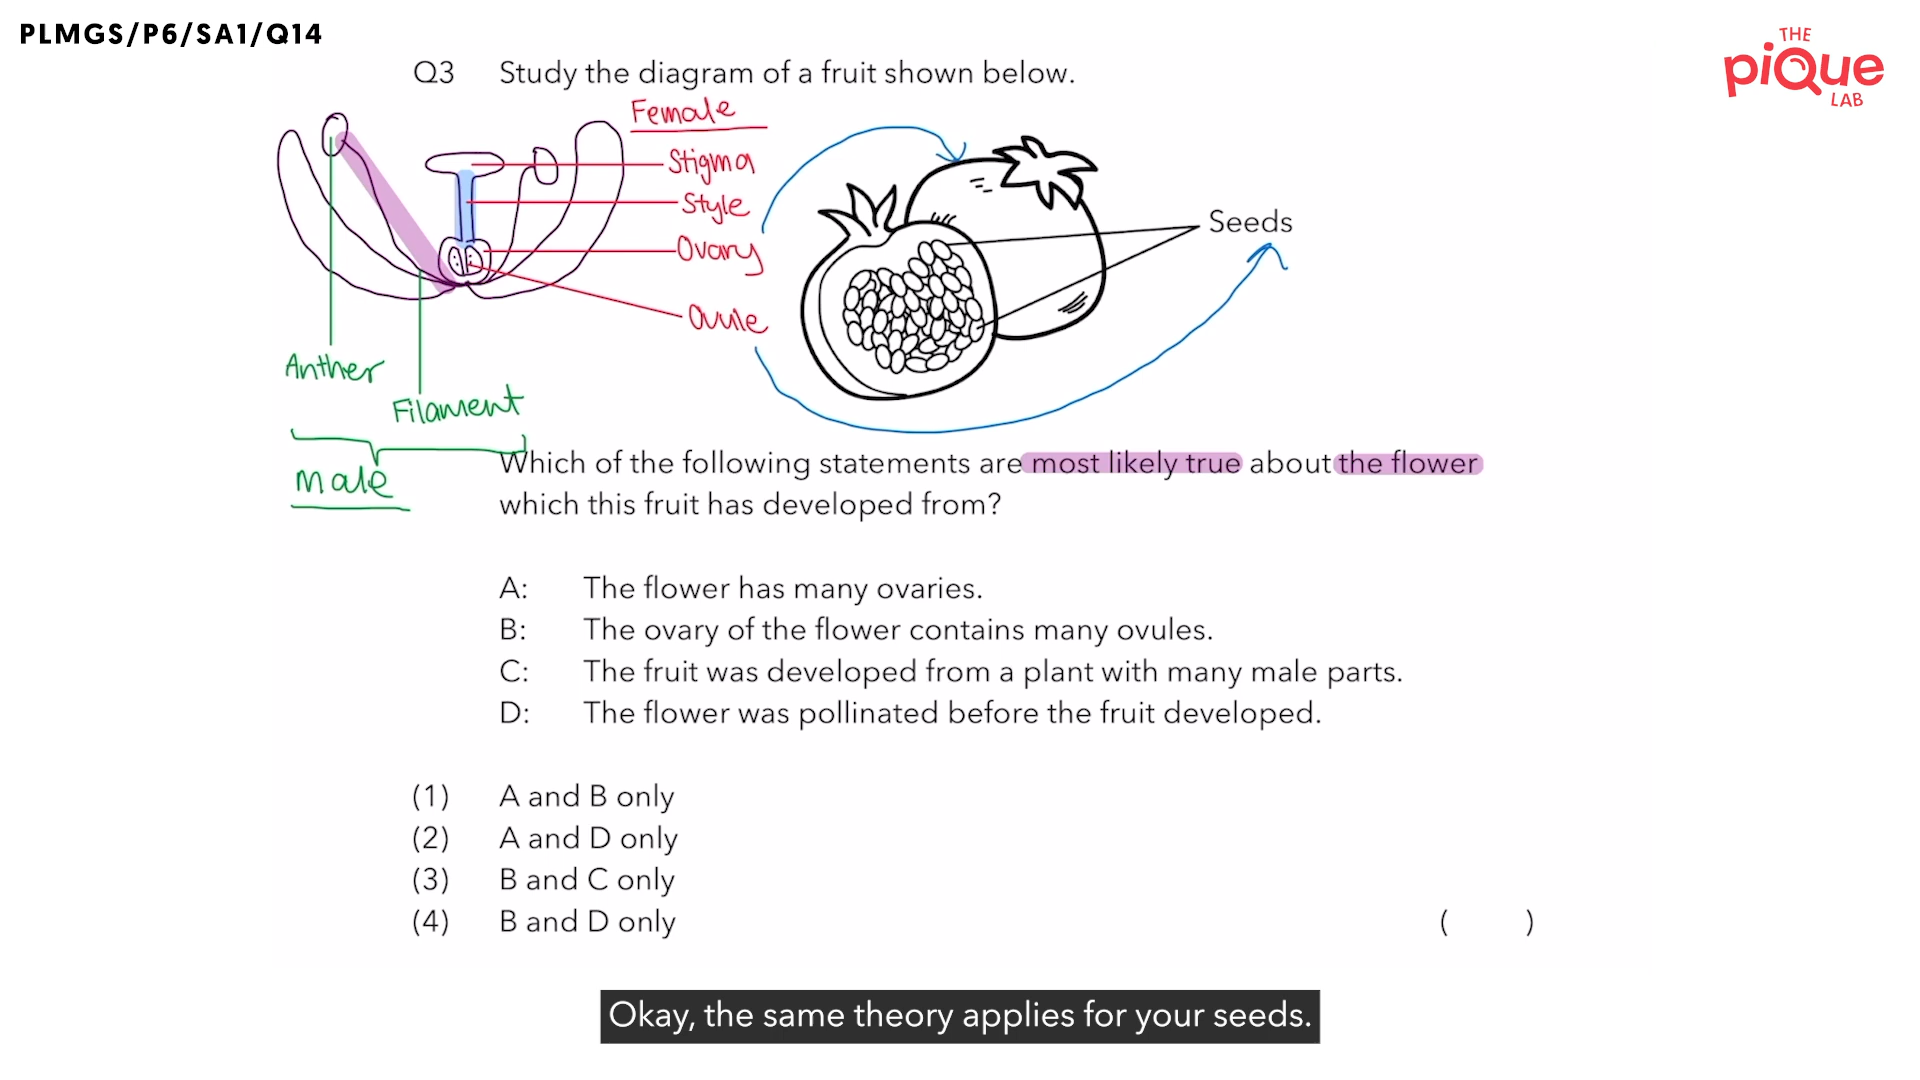 PLMGS/P6/SA1/Q14
THE
piQue
LAB
Q3 Study the diagram of a fruit shown below.
Female
Stigma
Style
Ovary
Ovule
Seeds
Anther
Filament
male
Which of the following statements are most likely true about the flower
which this fruit has developed from?
A: The flower has many ovaries.
B: The ovary of the flower contains many ovules.
C: The fruit was developed from a plant with many male parts.
D: The flower was pollinated before the fruit developed.
(1) A and B only
(2) A and D only
(3) B and C only
(4) B and D only ( )
Okay, the same theory applies for your seeds.